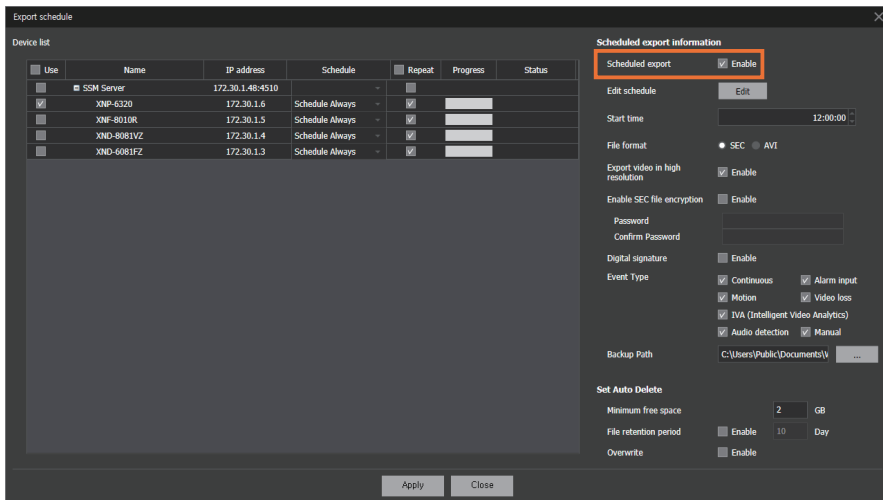 Export schedule
Device list
Use Name IP address Schedule Repeat Progress Status
SSM Server 172.30.1.48:4510
XNP-6320 172.30.1.6 Schedule Always
XNF-8010R 172.30.1.5 Schedule Always
XND-8081VZ 172.30.1.4 Schedule Always
XND-6081FZ 172.30.1.3 Schedule Always
Scheduled export information
Scheduled export Enable
Edit schedule Edit
Start time 12:00:00
File format SEC AVI
Export video in high
resolution Enable
Enable SEC file encryption Enable
Password
Confirm Password
Digital signature Enable
Event Type Continuous Alarm input
Motion Video loss
IVA (Intelligent Video Analytics)
Audio detection Manual
Backup Path C:\Users\Public\Documents\ ...
Set Auto Delete
Minimum free space 2 GB
File retention period Enable 10 Day
Overwrite Enable
Apply Close